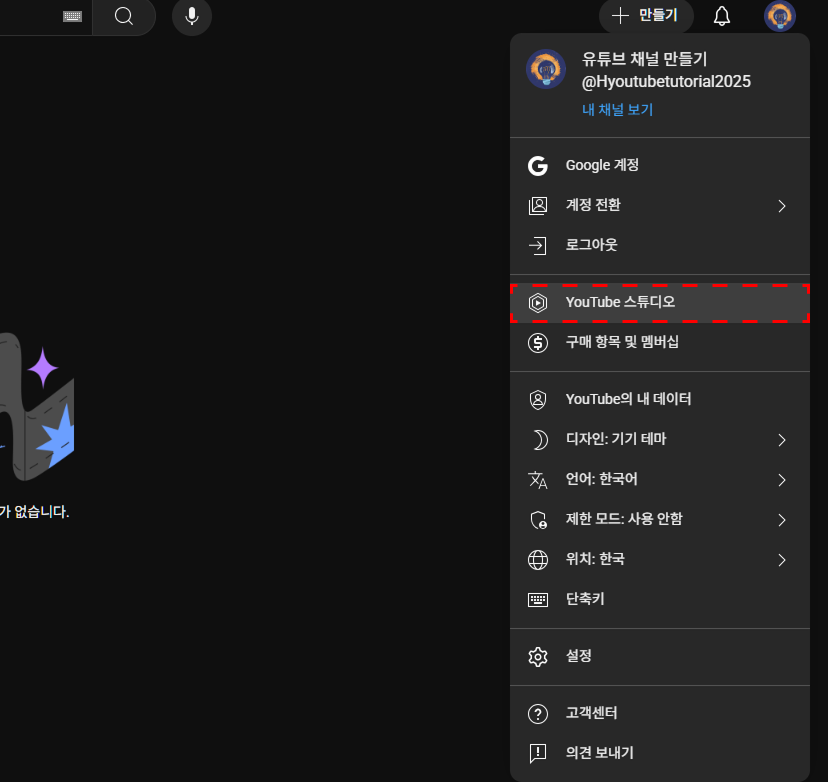 만들기
유튜브 채널 만들기
@Hyoutubetutorial2025
내 채널 보기
Google 계정
계정 전환
로그아웃
YouTube 스튜디오
구매 항목 및 멤버십
YouTube의 내 데이터
디자인: 기기 테마
언어: 한국어
제한 모드: 사용 안함
위치: 한국
단축키
설정
고객센터
의견 보내기
가 없습니다.